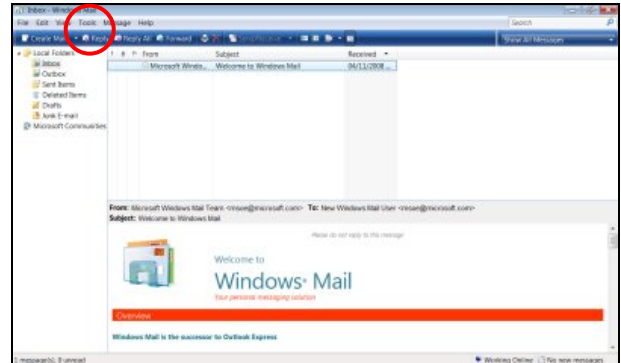 Inbox - Windows Mail
File Edit View Tools Message Help
Search
Create Mail Reply Reply All Forward Send/Receive
Show All Messages
Local Folders
Inbox
Outbox
Sent Items
Deleted Items
Drafts
Junk E-mail
Microsoft Communities
! From Subject Received
Microsoft Windo... Welcome to Windows Mail 04/11/2008 ...
From: Microsoft Windows Mail Team <msoe@microsoft.com> To: New Windows Mail User <msoe@microsoft.com>
Subject: Welcome to Windows Mail
Please do not reply to this message
Welcome to
Windows® Mail
Your personal messaging solution
Overview
Windows Mail is the successor to Outlook Express
1 message(s), 0 unread
Working Online
No new messages